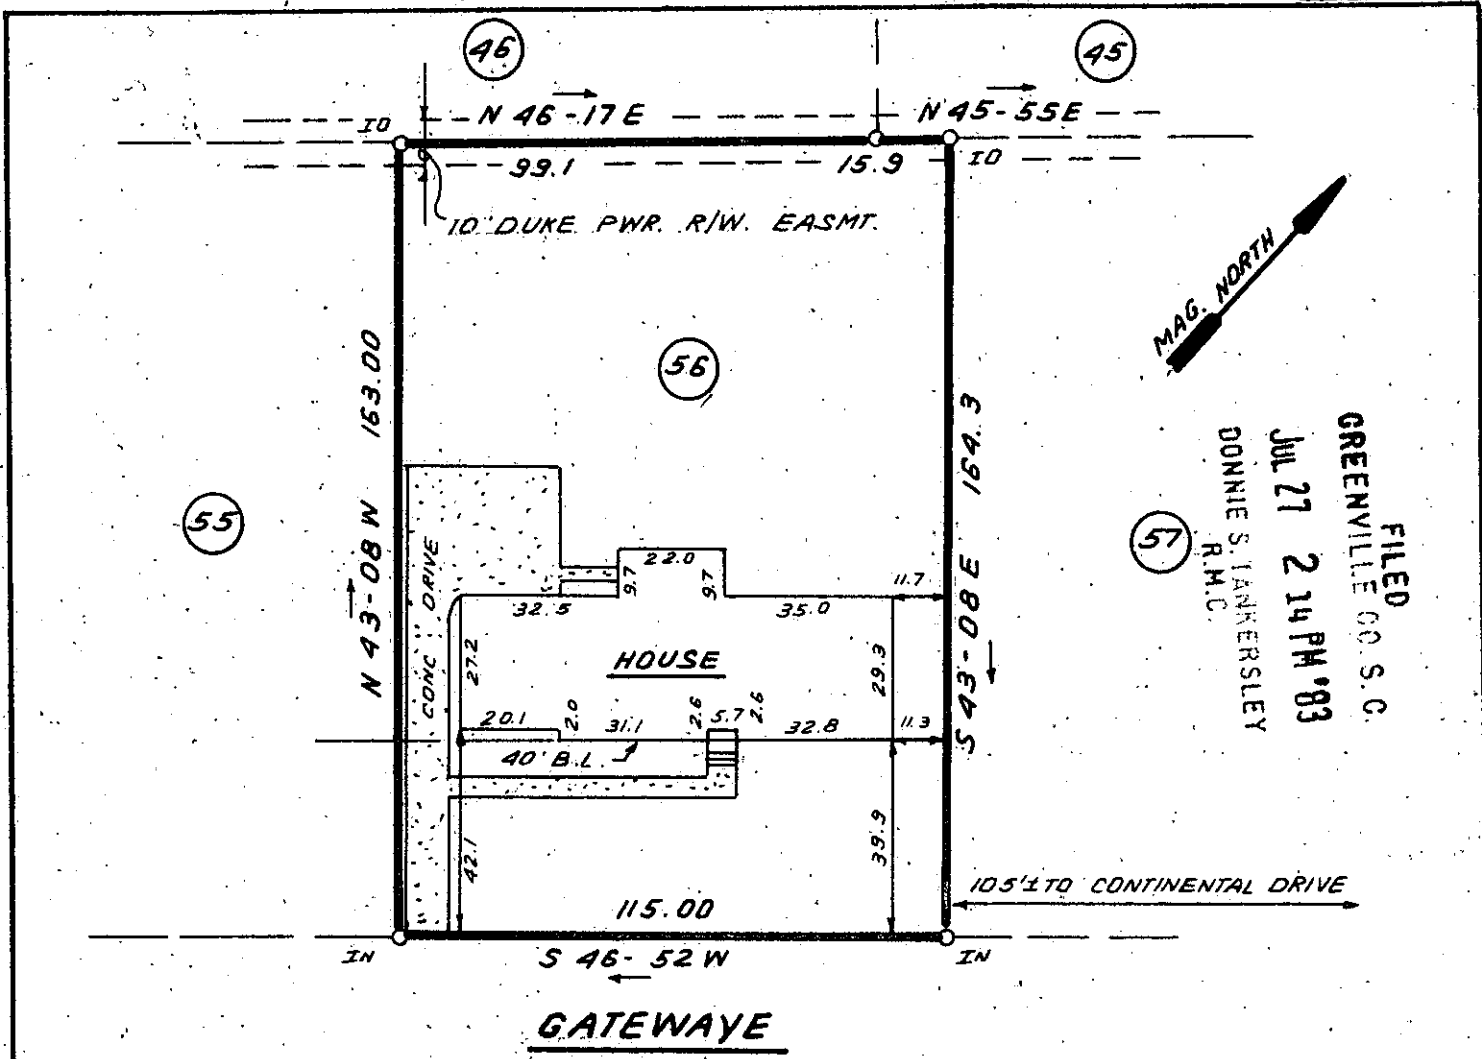 46
45
N 46-17 E
N 45-55 E
IO
99.1
15.9
IO
10' DUKE PWR. R/W. EASMT.
MAG. NORTH
N 43-08 W 163.00
56
S 43-08 E 164.3
55
57
FILED
GREENVILLE CO. S. C.
JUL 27 2 14 PM '83
DONNIE S. TANKERSLEY
R.M.C.
CONC DRIVE
22.0
9.7
9.7
11.7
32.5
35.0
HOUSE
27.2
29.3
20.1
2.0
31.1
2.6
5.7
2.6
32.8
11.3
40' B.L.
42.1
39.9
105'± TO CONTINENTAL DRIVE
115.00
IN
S 46-52 W
IN
GATEWAYE